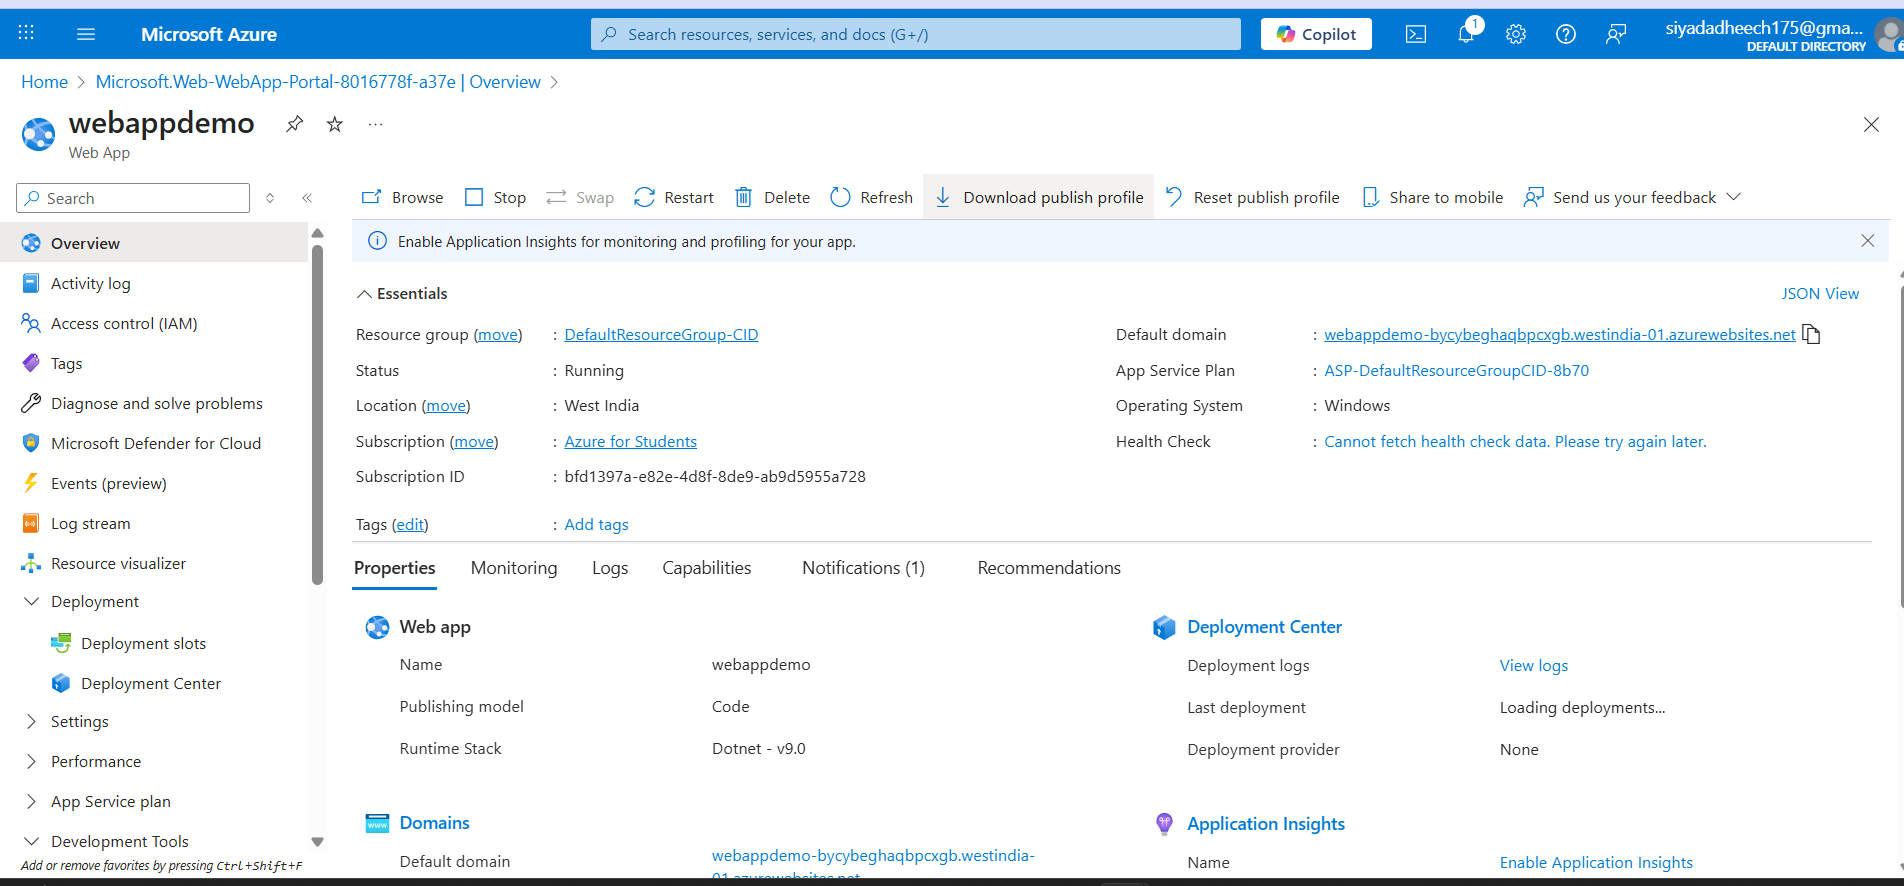 Microsoft Azure
Search resources, services, and docs (G+/)
Copilot
1
siyadadheech175@gma...
DEFAULT DIRECTORY
Home > Microsoft.Web-WebApp-Portal-8016778f-a37e | Overview >
webappdemo
...
Web App
Search
Browse
Stop
Swap
Restart
Delete
Refresh
Download publish profile
Reset publish profile
Share to mobile
Send us your feedback
Enable Application Insights for monitoring and profiling for your app.
Overview
Activity log
Access control (IAM)
Tags
Diagnose and solve problems
Microsoft Defender for Cloud
Events (preview)
Log stream
Resource visualizer
Deployment
Deployment slots
Deployment Center
Settings
Performance
App Service plan
Development Tools
Add or remove favorites by pressing Ctrl+Shift+F
Essentials
JSON View
Resource group (move) : DefaultResourceGroup-CID
Status : Running
Location (move) : West India
Subscription (move) : Azure for Students
Subscription ID : bfd1397a-e82e-4d8f-8de9-ab9d5955a728
Tags (edit) : Add tags
Default domain : webappdemo-bycybeghaqbpcxgb.westindia-01.azurewebsites.net
App Service Plan : ASP-DefaultResourceGroupCID-8b70
Operating System : Windows
Health Check : Cannot fetch health check data. Please try again later.
Properties
Monitoring
Logs
Capabilities
Notifications (1)
Recommendations
Web app
Name webappdemo
Publishing model Code
Runtime Stack Dotnet - v9.0
Domains
www
Default domain webappdemo-bycybeghaqbpcxgb.westindia-
01.azurewebsites.net
Deployment Center
Deployment logs View logs
Last deployment Loading deployments...
Deployment provider None
Application Insights
Name Enable Application Insights